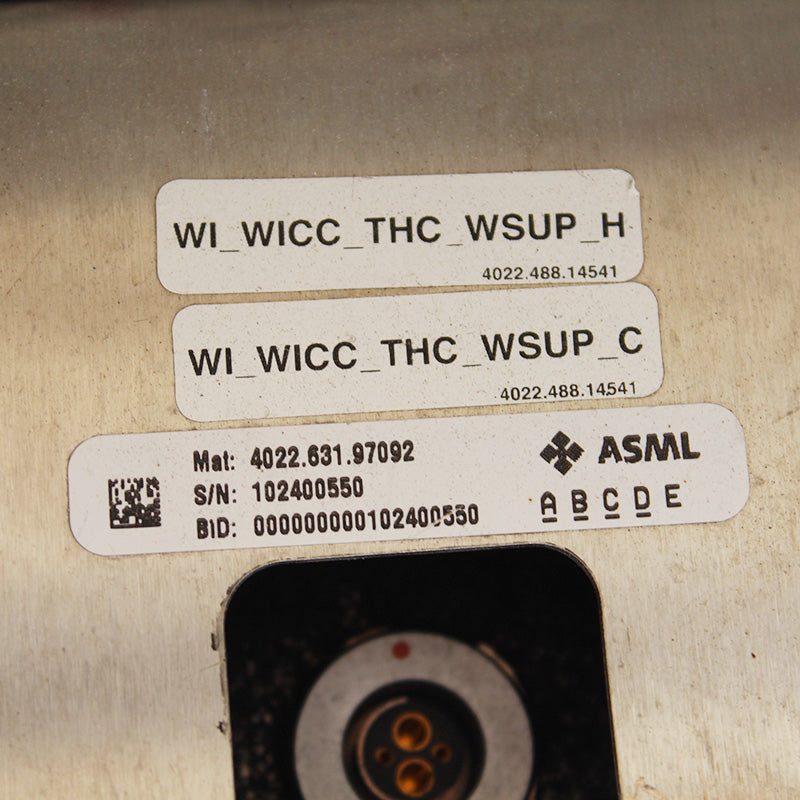 WI_WICC_THC_WSUP_H
4022.488.14541
WI_WICC_THC_WSUP_C
4022.488.14541
Mat: 4022.631.97092
S/N: 102400550
BID: 000000000102400550
ASML
A B C D E